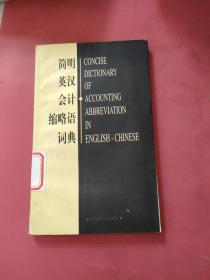 简明
英汉
会计
缩略语
词典
CONCISE
DICTIONARY
OF
ACCOUNTING
ABBREVIATION
IN
ENGLISH-CHINESE